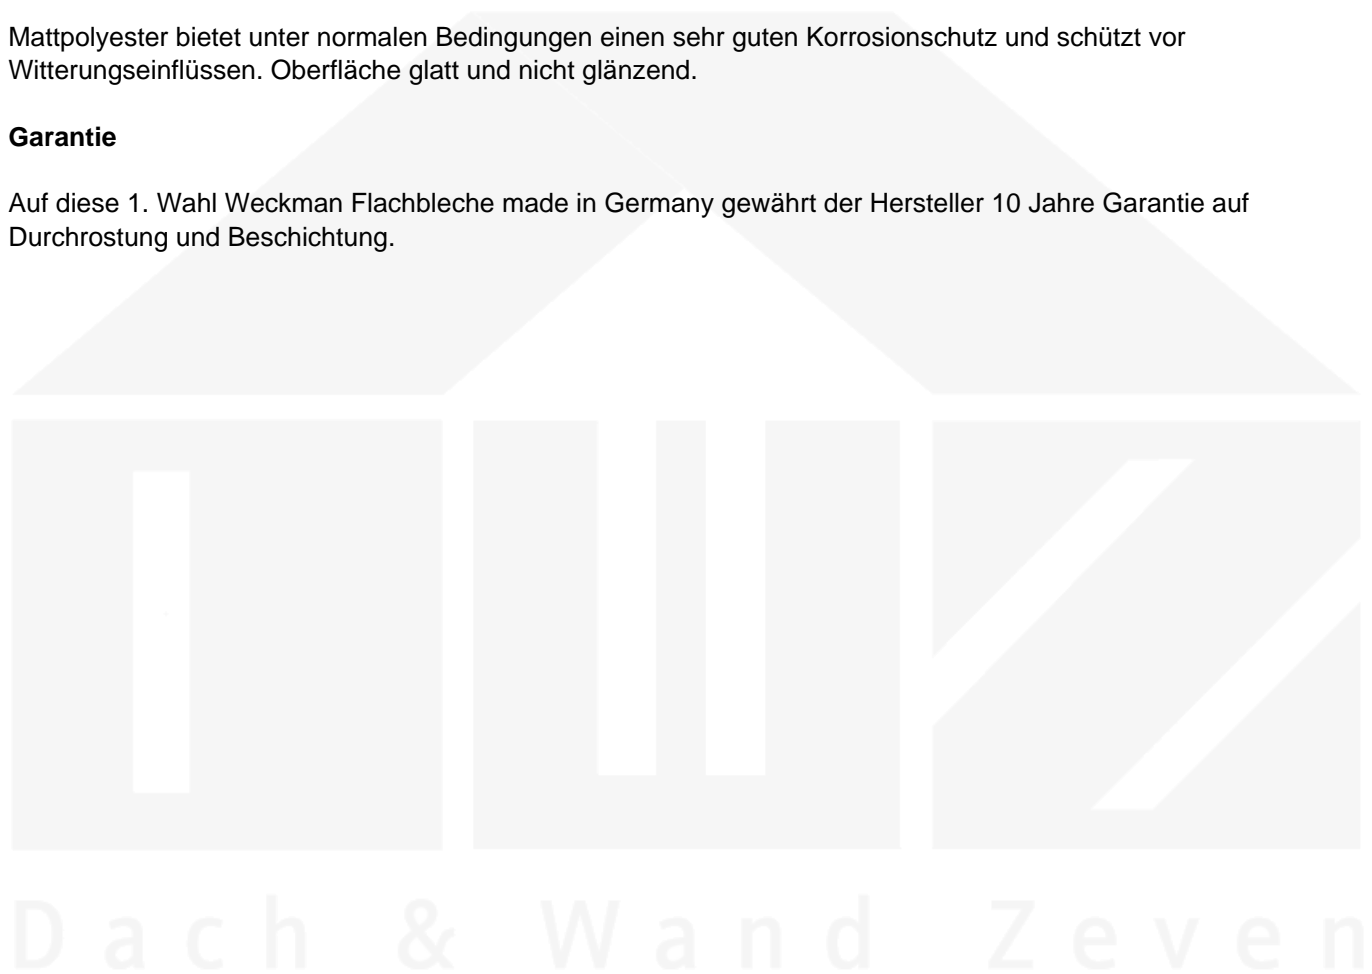 Mattpolyester bietet unter normalen Bedingungen einen sehr guten Korrosionschutz und schützt vor
Witterungseinflüssen. Oberfläche glatt und nicht glänzend.
Garantie
Auf diese 1. Wahl Weckman Flachbleche made in Germany gewährt der Hersteller 10 Jahre Garantie auf
Durchrostung und Beschichtung.
Dach & Wand Zeven